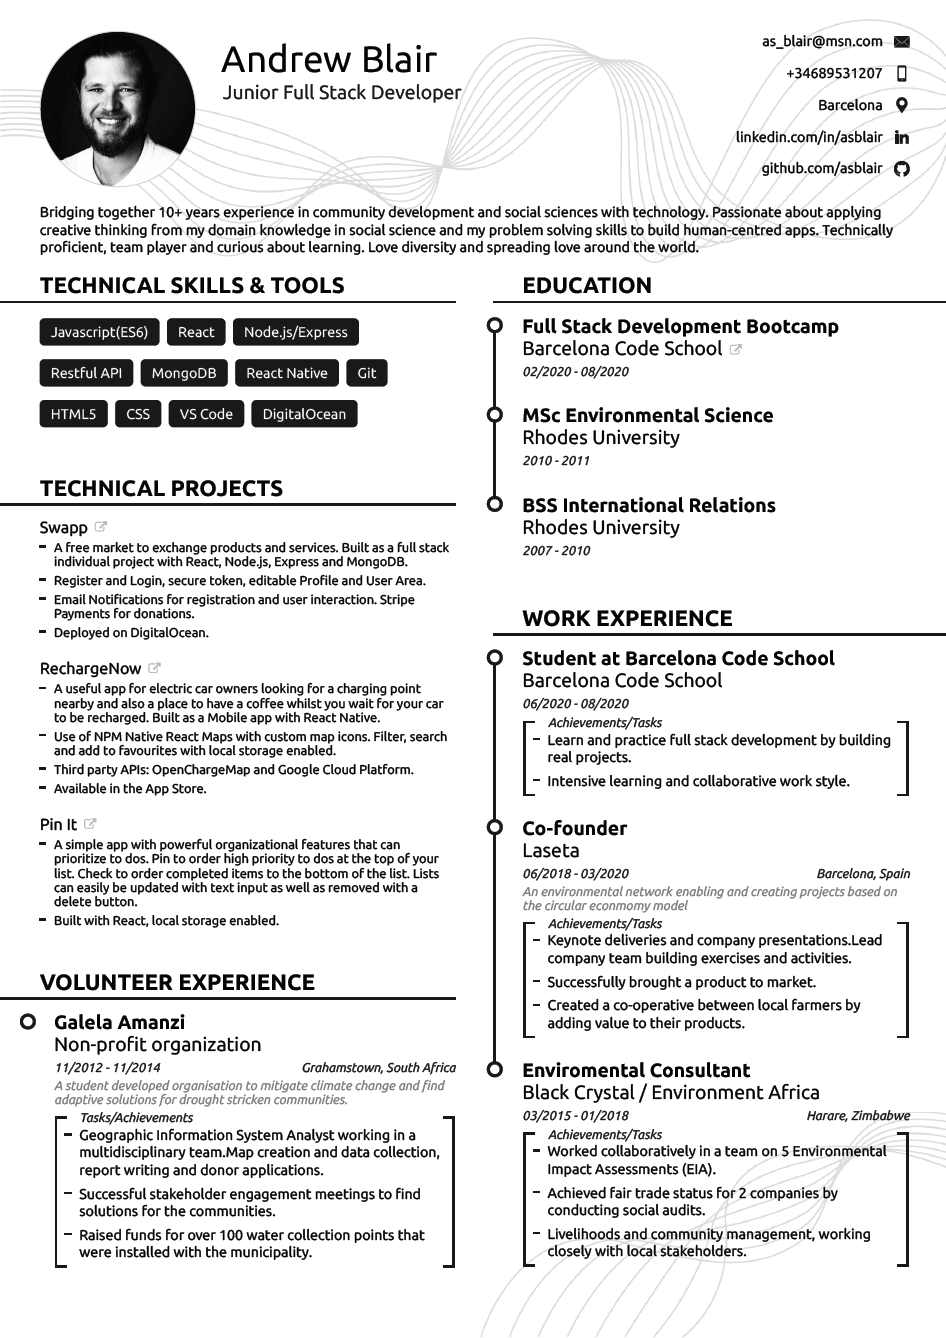 Andrew Blair
Junior Full Stack Developer
as_blair@msn.com
+34689531207
Barcelona
linkedin.com/in/asblair
github.com/asblair
Bridging together 10+ years experience in community development and social sciences with technology. Passionate about applying
creative thinking from my domain knowledge in social science and my problem solving skills to build human-centred apps. Technically
proficient, team player and curious about learning. Love diversity and spreading love around the world.
TECHNICAL SKILLS & TOOLS
Javascript(ES6) React Node.js/Express
Restful API MongoDB React Native Git
HTML5 CSS VS Code DigitalOcean
TECHNICAL PROJECTS
Swapp
- A free market to exchange products and services. Built as a full stack
individual project with React, Node.js, Express and MongoDB.
- Register and Login, secure token, editable Profile and User Area.
- Email Notifications for registration and user interaction. Stripe
Payments for donations.
- Deployed on DigitalOcean.
RechargeNow
- A useful app for electric car owners looking for a charging point
nearby and also a place to have a coffee whilst you wait for your car
to be recharged. Built as a Mobile app with React Native.
- Use of NPM Native React Maps with custom map icons. Filter, search
and add to favourites with local storage enabled.
- Third party APIs: OpenChargeMap and Google Cloud Platform.
- Available in the App Store.
Pin It
- A simple app with powerful organizational features that can
prioritize to dos. Pin to order high priority to dos at the top of your
list. Check to order completed items to the bottom of the list. Lists
can easily be updated with text input as well as removed with a
delete button.
- Built with React, local storage enabled.
VOLUNTEER EXPERIENCE
Galela Amanzi
Non-profit organization
11/2012 - 11/2014 Grahamstown, South Africa
A student developed organisation to mitigate climate change and find
adaptive solutions for drought stricken communities.
Tasks/Achievements
- Geographic Information System Analyst working in a
multidisciplinary team.Map creation and data collection,
report writing and donor applications.
- Successful stakeholder engagement meetings to find
solutions for the communities.
- Raised funds for over 100 water collection points that
were installed with the municipality.
EDUCATION
Full Stack Development Bootcamp
Barcelona Code School
02/2020 - 08/2020
MSc Environmental Science
Rhodes University
2010 - 2011
BSS International Relations
Rhodes University
2007 - 2010
WORK EXPERIENCE
Student at Barcelona Code School
Barcelona Code School
06/2020 - 08/2020
Achievements/Tasks
- Learn and practice full stack development by building
real projects.
- Intensive learning and collaborative work style.
Co-founder
Laseta
06/2018 - 03/2020 Barcelona, Spain
An environmental network enabling and creating projects based on
the circular econmomy model
Achievements/Tasks
- Keynote deliveries and company presentations.Lead
company team building exercises and activities.
- Successfully brought a product to market.
- Created a co-operative between local farmers by
adding value to their products.
Enviromental Consultant
Black Crystal / Environment Africa
03/2015 - 01/2018 Harare, Zimbabwe
Achievements/Tasks
- Worked collaboratively in a team on 5 Environmental
Impact Assessments (EIA).
- Achieved fair trade status for 2 companies by
conducting social audits.
- Livelihoods and community management, working
closely with local stakeholders.